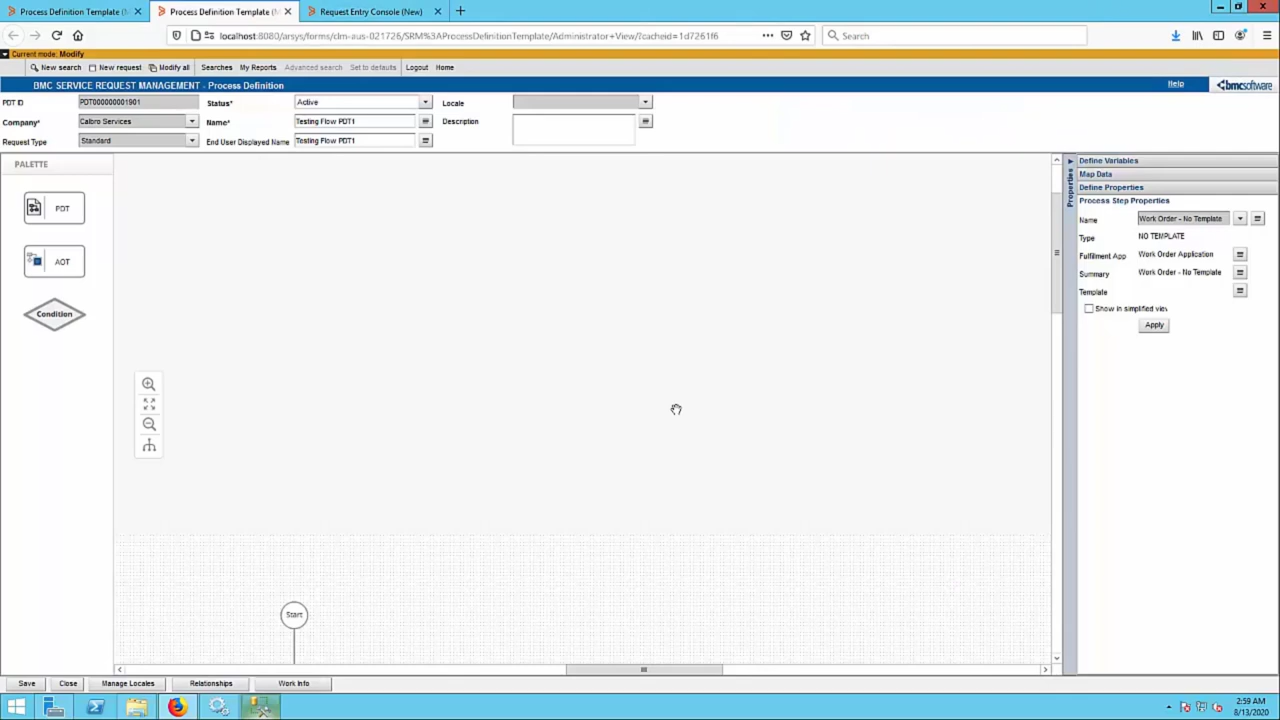 Process Definition Template (M
Process Definition Template (M
Request Entry Console (New)
localhost:8080/arsys/forms/clm-aus-021726/SRM%3AProcessDefinitionTemplate/Administrator+View/?cacheid=1d7261f6
Search
Current mode: Modify
New search
New request
Modify all
Searches
My Reports
Advanced search
Set to defaults
Logout
Home
BMC SERVICE REQUEST MANAGEMENT - Process Definition
Help
bmcsoftware
PDT ID
PDT000000001901
Status*
Active
Locale
Company*
Calbro Services
Name*
Testing Flow PDT1
Description
Request Type
Standard
End User Displayed Name
Testing Flow PDT1
PALETTE
PDT
AOT
Condition
Start
Properties
Define Variables
Map Data
Define Properties
Process Step Properties
Name
Work Order - No Template
Type
NO TEMPLATE
Fulfilment App
Work Order Application
Summary
Work Order - No Template
Template
Show in simplified view
Apply
Save
Close
Manage Locales
Relationships
Work Info
2:59 AM
8/13/2020